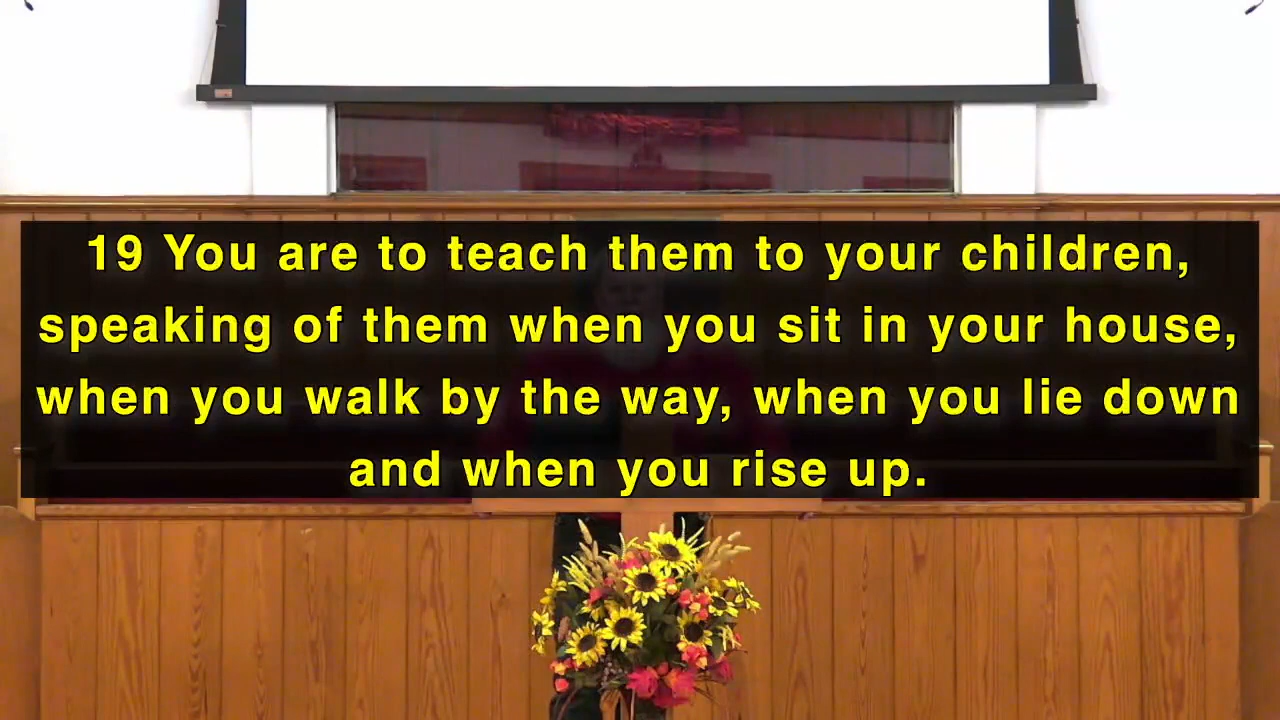 19 You are to teach them to your children,
speaking of them when you sit in your house,
when you walk by the way, when you lie down
and when you rise up.